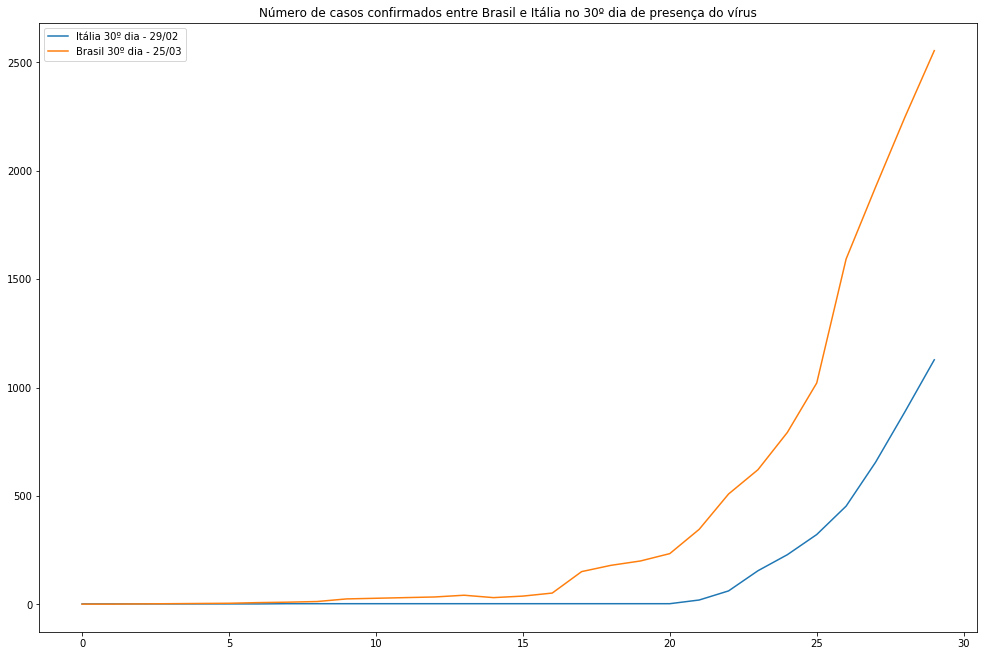 Número de casos confirmados entre Brasil e Itália no 30º dia de presença do vírus
Itália 30º dia - 29/02
Brasil 30º dia - 25/03
2500
2000
1500
1000
500
0
0 5 10 15 20 25 30